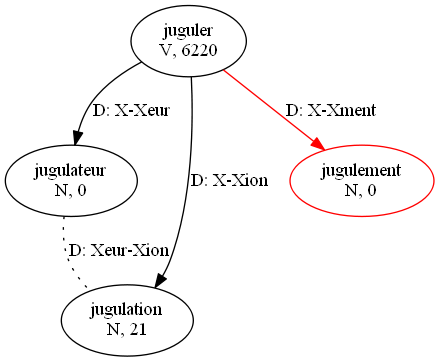 juguler
V, 6220
D: X-Xeur
D: X-Xment
jugulateur
N, 0
D: X-Xion
jugulement
N, 0
D: Xeur-Xion
jugulation
N, 21